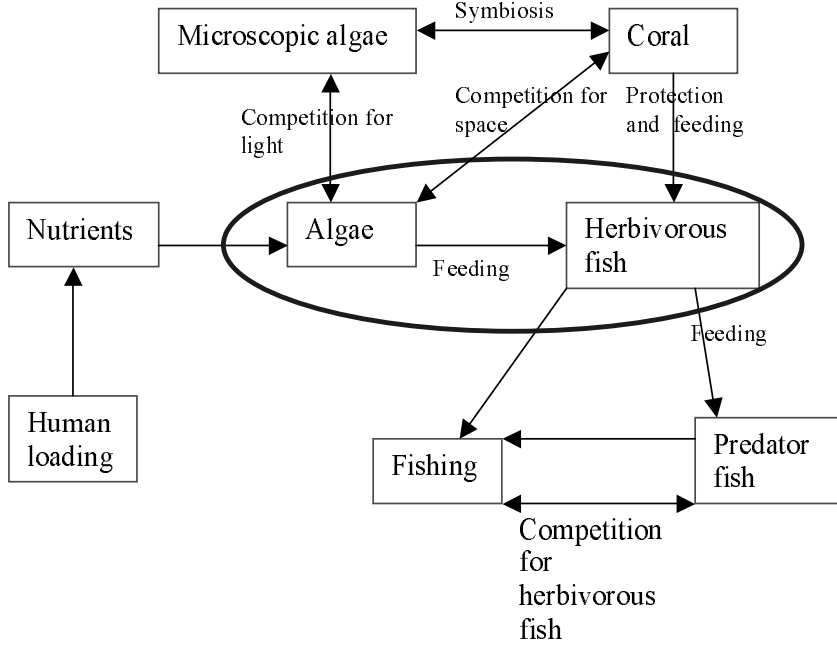 Symbiosis
Microscopic algae
Coral
Competition for
light
Competition for
space
Protection
and feeding
Nutrients
Algae
Herbivorous
fish
Feeding
Feeding
Human
loading
Fishing
Predator
fish
Competition
for
herbivorous
fish